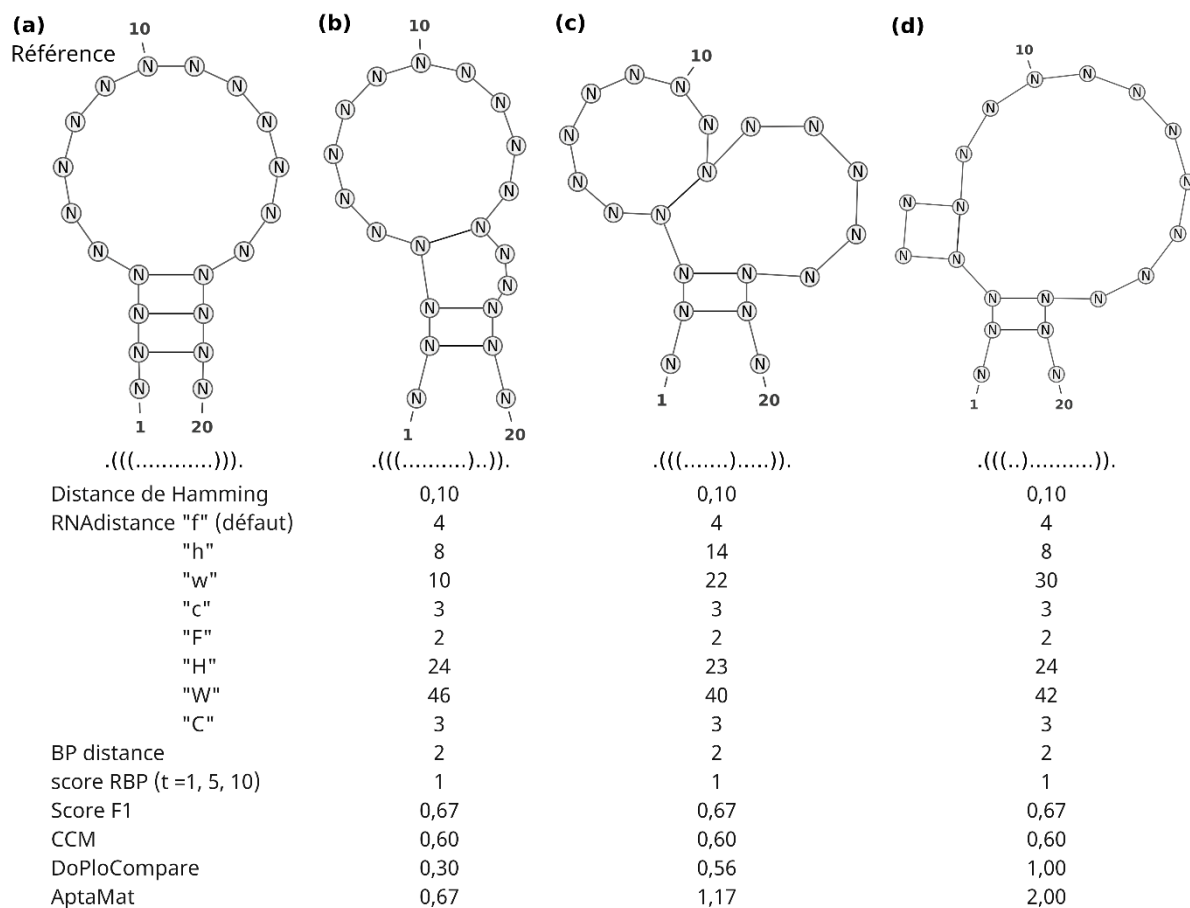 (a)
Référence
10
N N N N N N N N N N N N N N N N N N N N
1 20
(b)
10
N N N N N N N N N N N N N N N N N N N N
1 20
(c)
10
N N N N N N N N N N N N N N N N N N N N
1 20
(d)
10
N N N N N N N N N N N N N N N N N N N N
1 20
.(((............))). .(((..........)..)). .(((.......).....)). .(((..)..........)).
Distance de Hamming 0,10 0,10 0,10
RNAdistance "f" (défaut) 4 4 4
"h" 8 14 8
"w" 10 22 30
"c" 3 3 3
"F" 2 2 2
"H" 24 23 24
"W" 46 40 42
"C" 3 3 3
BP distance 2 2 2
score RBP (t =1, 5, 10) 1 1 1
Score F1 0,67 0,67 0,67
CCM 0,60 0,60 0,60
DoPloCompare 0,30 0,56 1,00
AptaMat 0,67 1,17 2,00